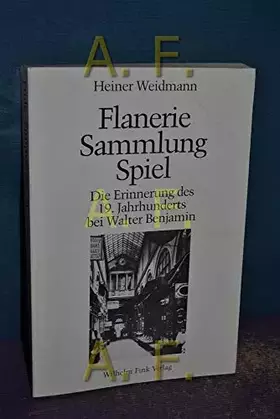 A. F.
Heiner Weidmann
Flanerie
Sammlung
Spiel
Die Erinnerung des
19. Jahrhunderts
bei Walter Benjamin
Wilhelm Fink Verlag
A. F.
A. F.
A. F.
A. F.